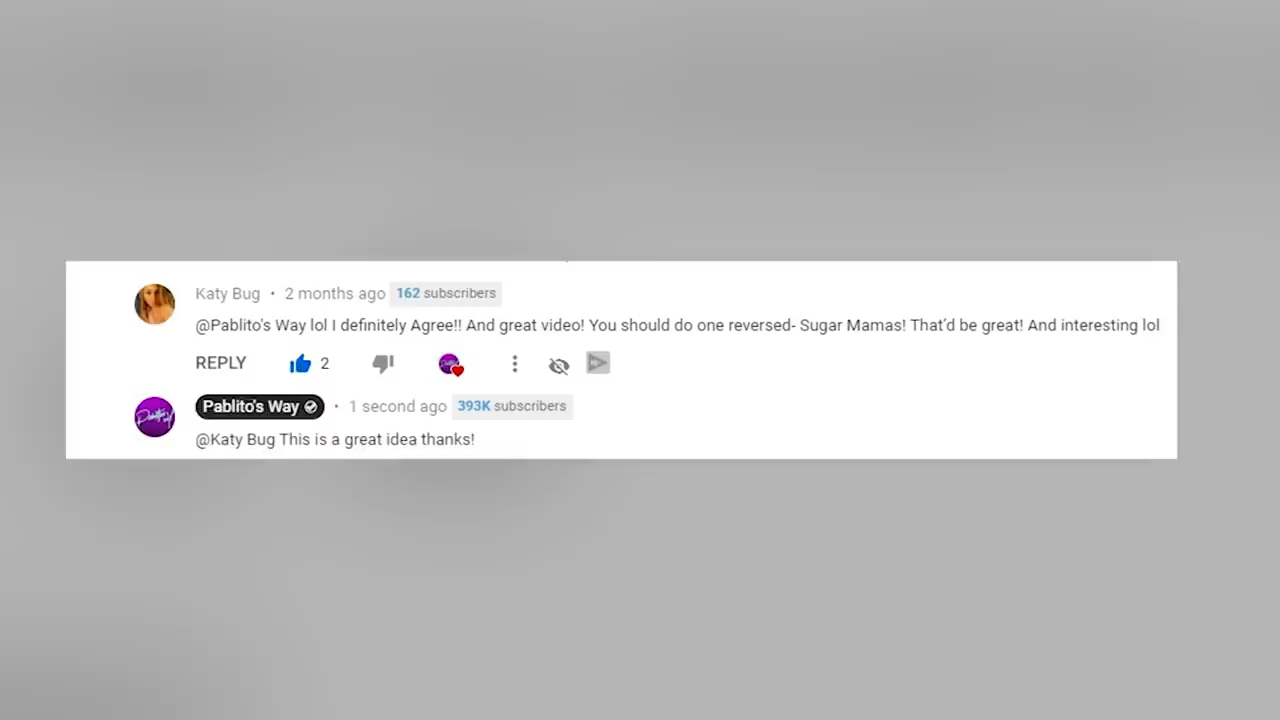 Katy Bug • 2 months ago 162 subscribers
@Pablito's Way lol I definitely Agree!! And great video! You should do one reversed- Sugar Mamas! That'd be great! And interesting lol
REPLY 2
Pablito's Way • 1 second ago 393K subscribers
@Katy Bug This is a great idea thanks!